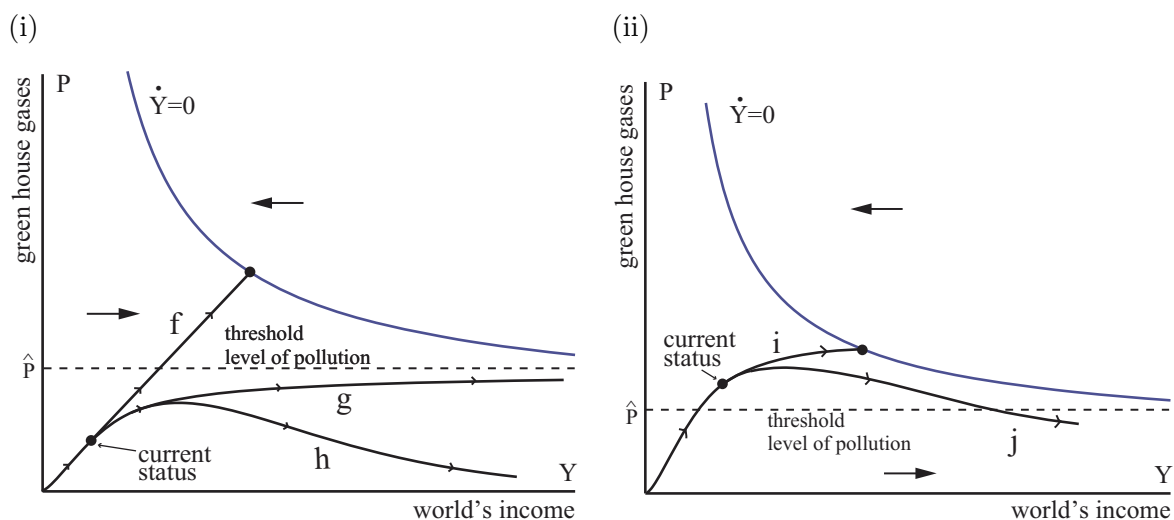 (i)
P
green house gases
Ẏ=0
f
threshold
level of pollution
P̂
g
h
current
status
Y
world's income
(ii)
P
green house gases
Ẏ=0
current
status
i
P̂
threshold
level of pollution
j
Y
world's income